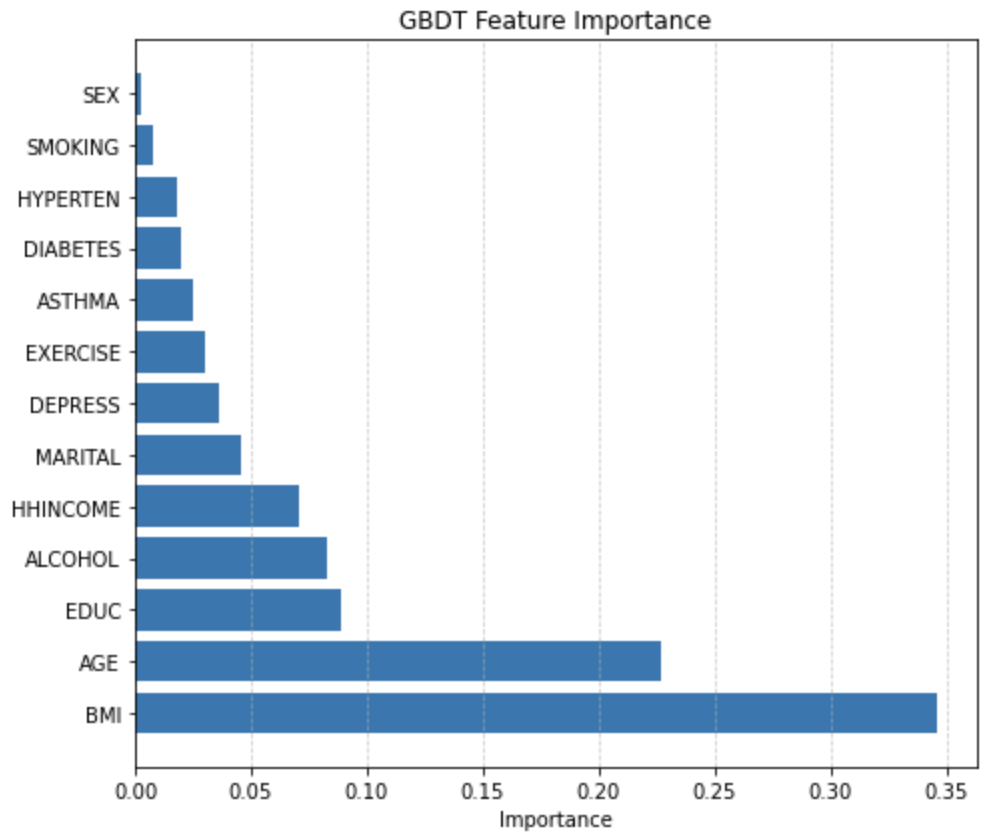 GBDT Feature Importance
SEX
SMOKING
HYPERTEN
DIABETES
ASTHMA
EXERCISE
DEPRESS
MARITAL
HHINCOME
ALCOHOL
EDUC
AGE
BMI
0.00 0.05 0.10 0.15 0.20 0.25 0.30 0.35
Importance